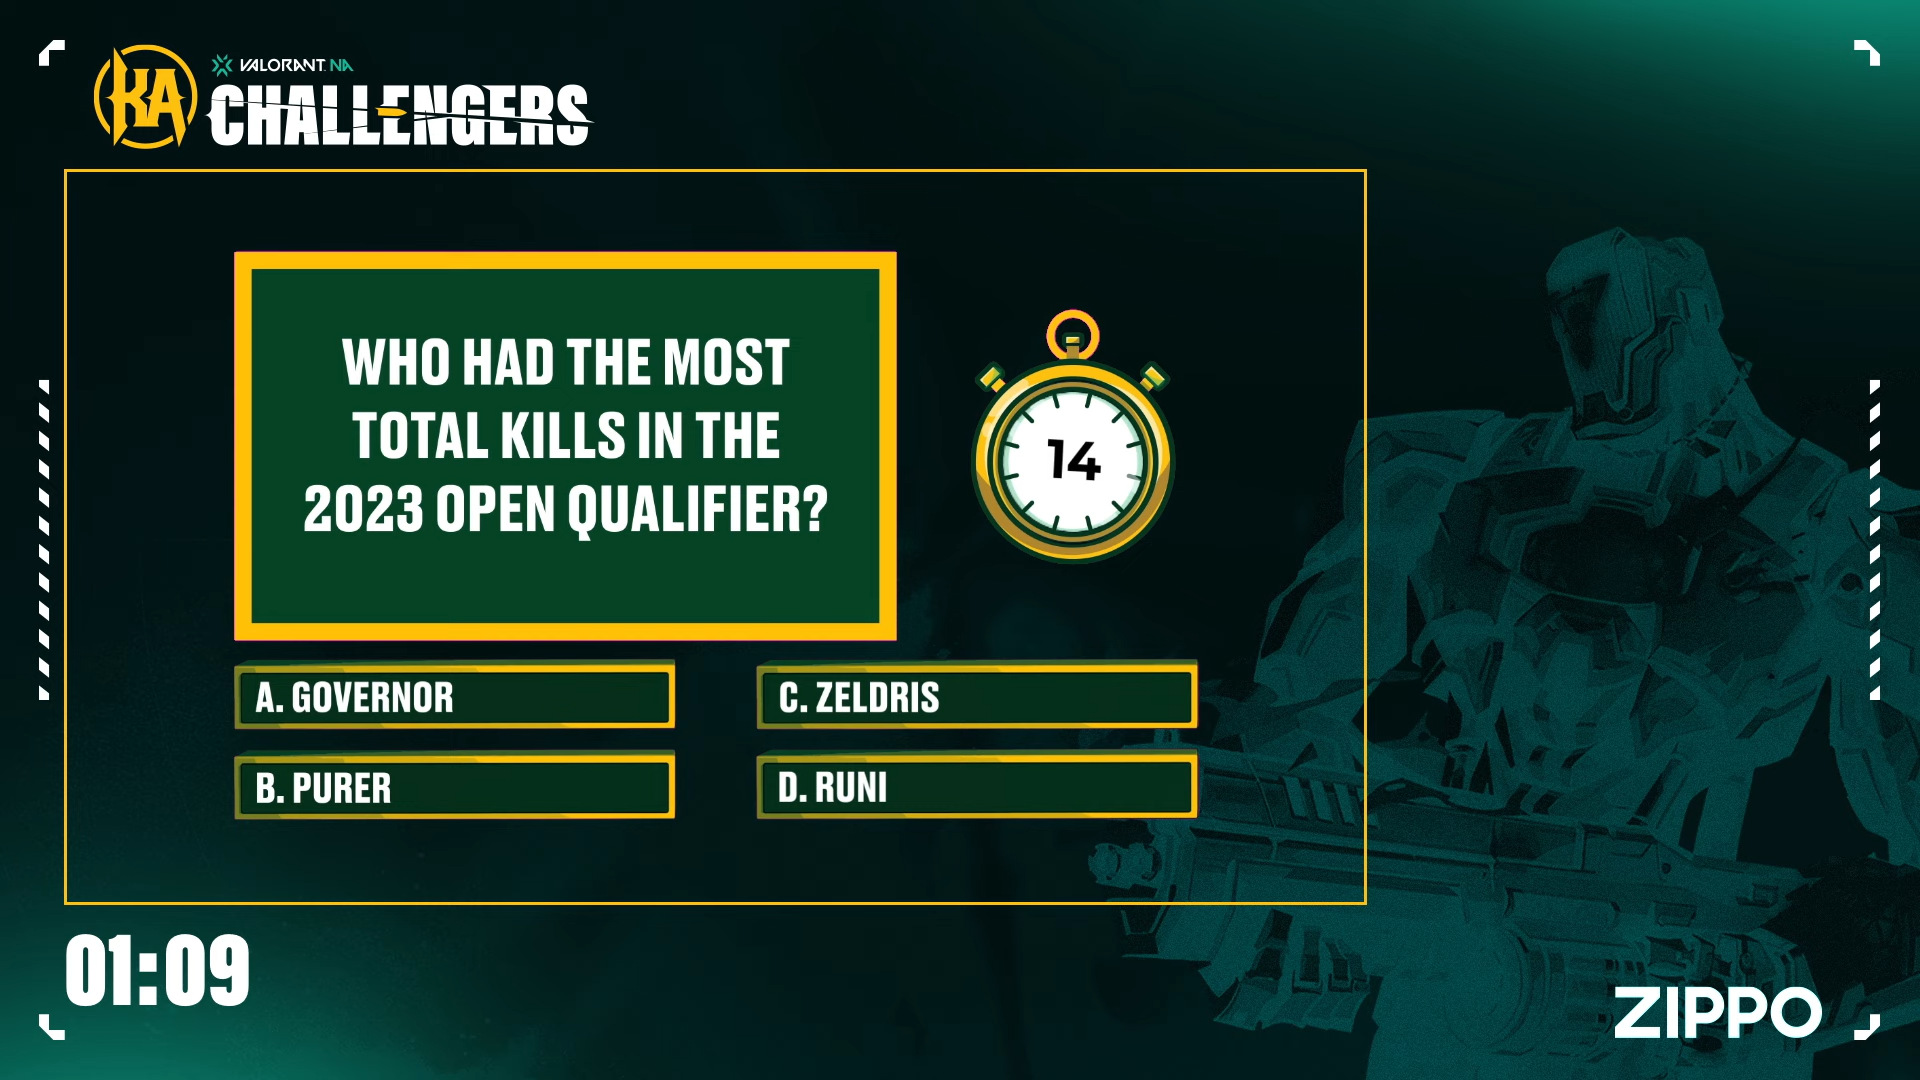 KA
VALORANT NA
CHALLENGERS
WHO HAD THE MOST
TOTAL KILLS IN THE
2023 OPEN QUALIFIER?
14
A. GOVERNOR
C. ZELDRIS
B. PURER
D. RUNI
01:09
ZIPPO